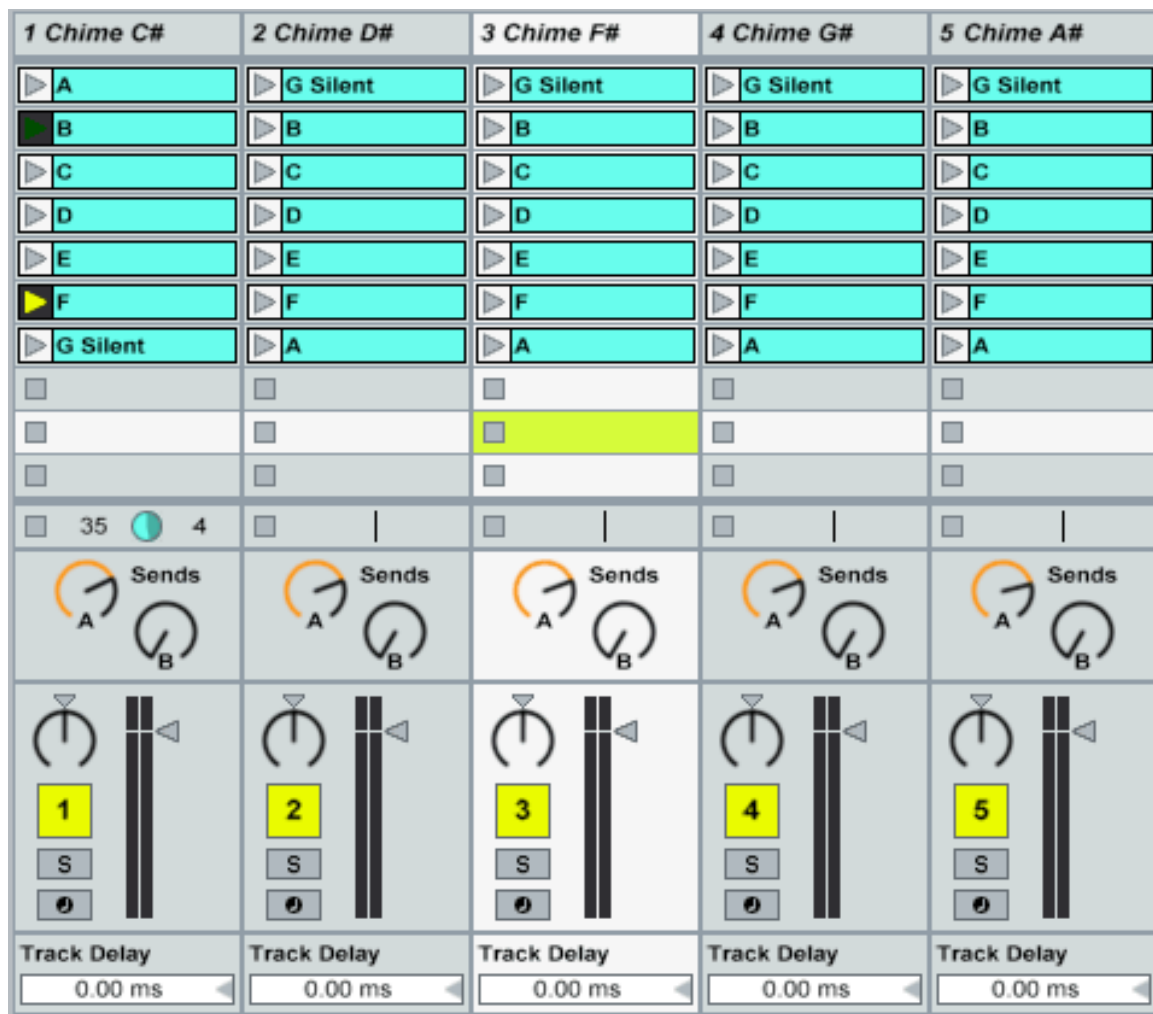 1 Chime C# 2 Chime D# 3 Chime F# 4 Chime G# 5 Chime A#
A G Silent G Silent G Silent G Silent
B B B B B
C C C C C
D D D D D
E E E E E
F F F F F
G Silent A A A A
35 4
Sends Sends Sends Sends Sends
A A A A A
B B B B B
1 2 3 4 5
S S S S S
Track Delay Track Delay Track Delay Track Delay Track Delay
0.00 ms 0.00 ms 0.00 ms 0.00 ms 0.00 ms